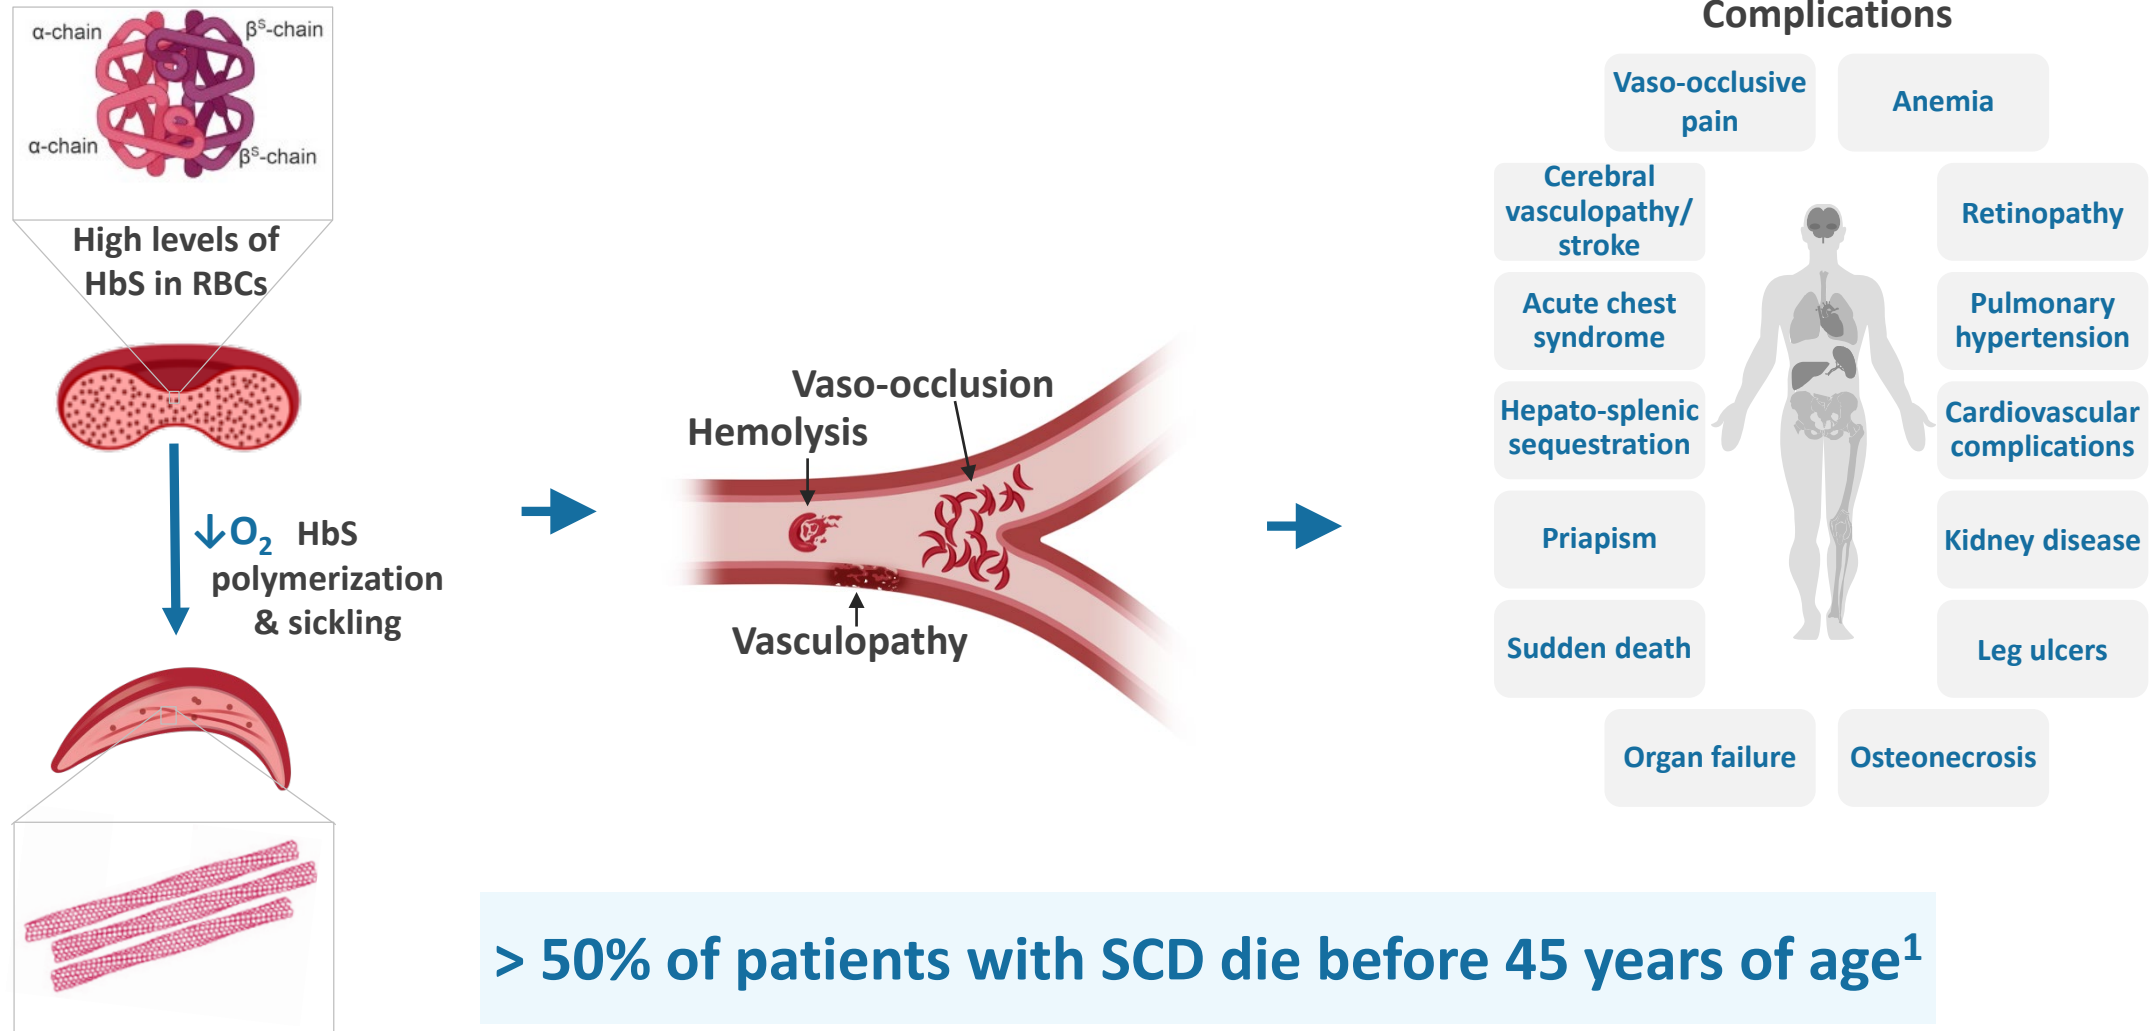 α-chain
βS-chain
α-chain
βS-chain
High levels of
HbS in RBCs
↓O2 HbS
polymerization
& sickling
Vaso-occlusion
Hemolysis
Vasculopathy
Complications
Vaso-occlusive
pain
Anemia
Cerebral
vasculopathy/
stroke
Retinopathy
Acute chest
syndrome
Pulmonary
hypertension
Hepato-splenic
sequestration
Cardiovascular
complications
Priapism
Kidney disease
Sudden death
Leg ulcers
Organ failure
Osteonecrosis
> 50% of patients with SCD die before 45 years of age1